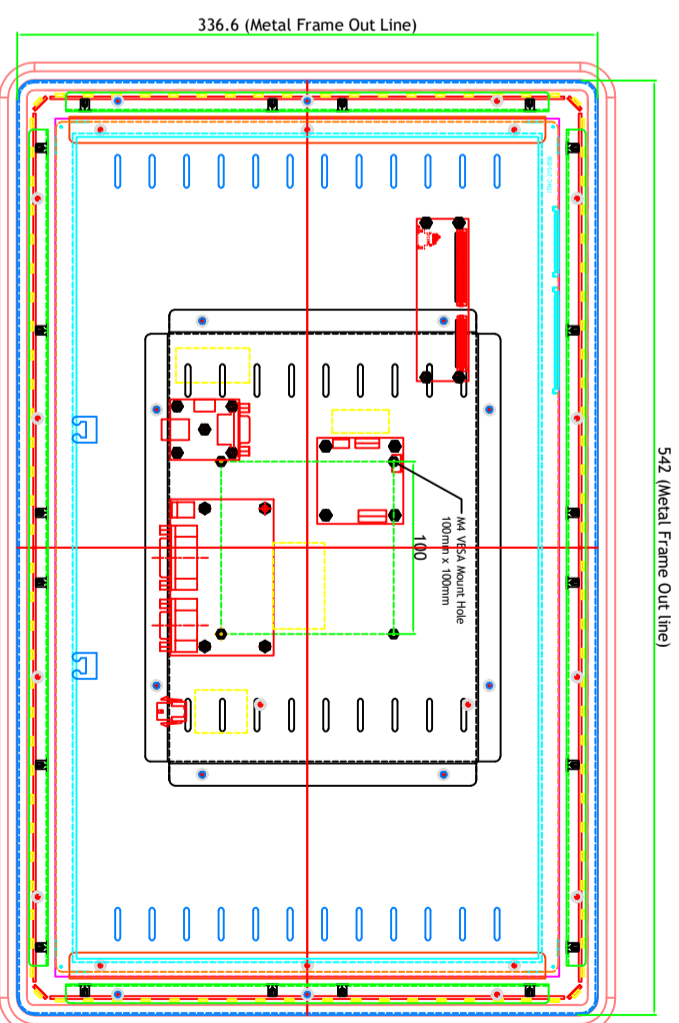 336.6 (Metal Frame Out Line)
542 (Metal Frame Out line)
M4 VESA Mount Hole
100mm x 100mm
100